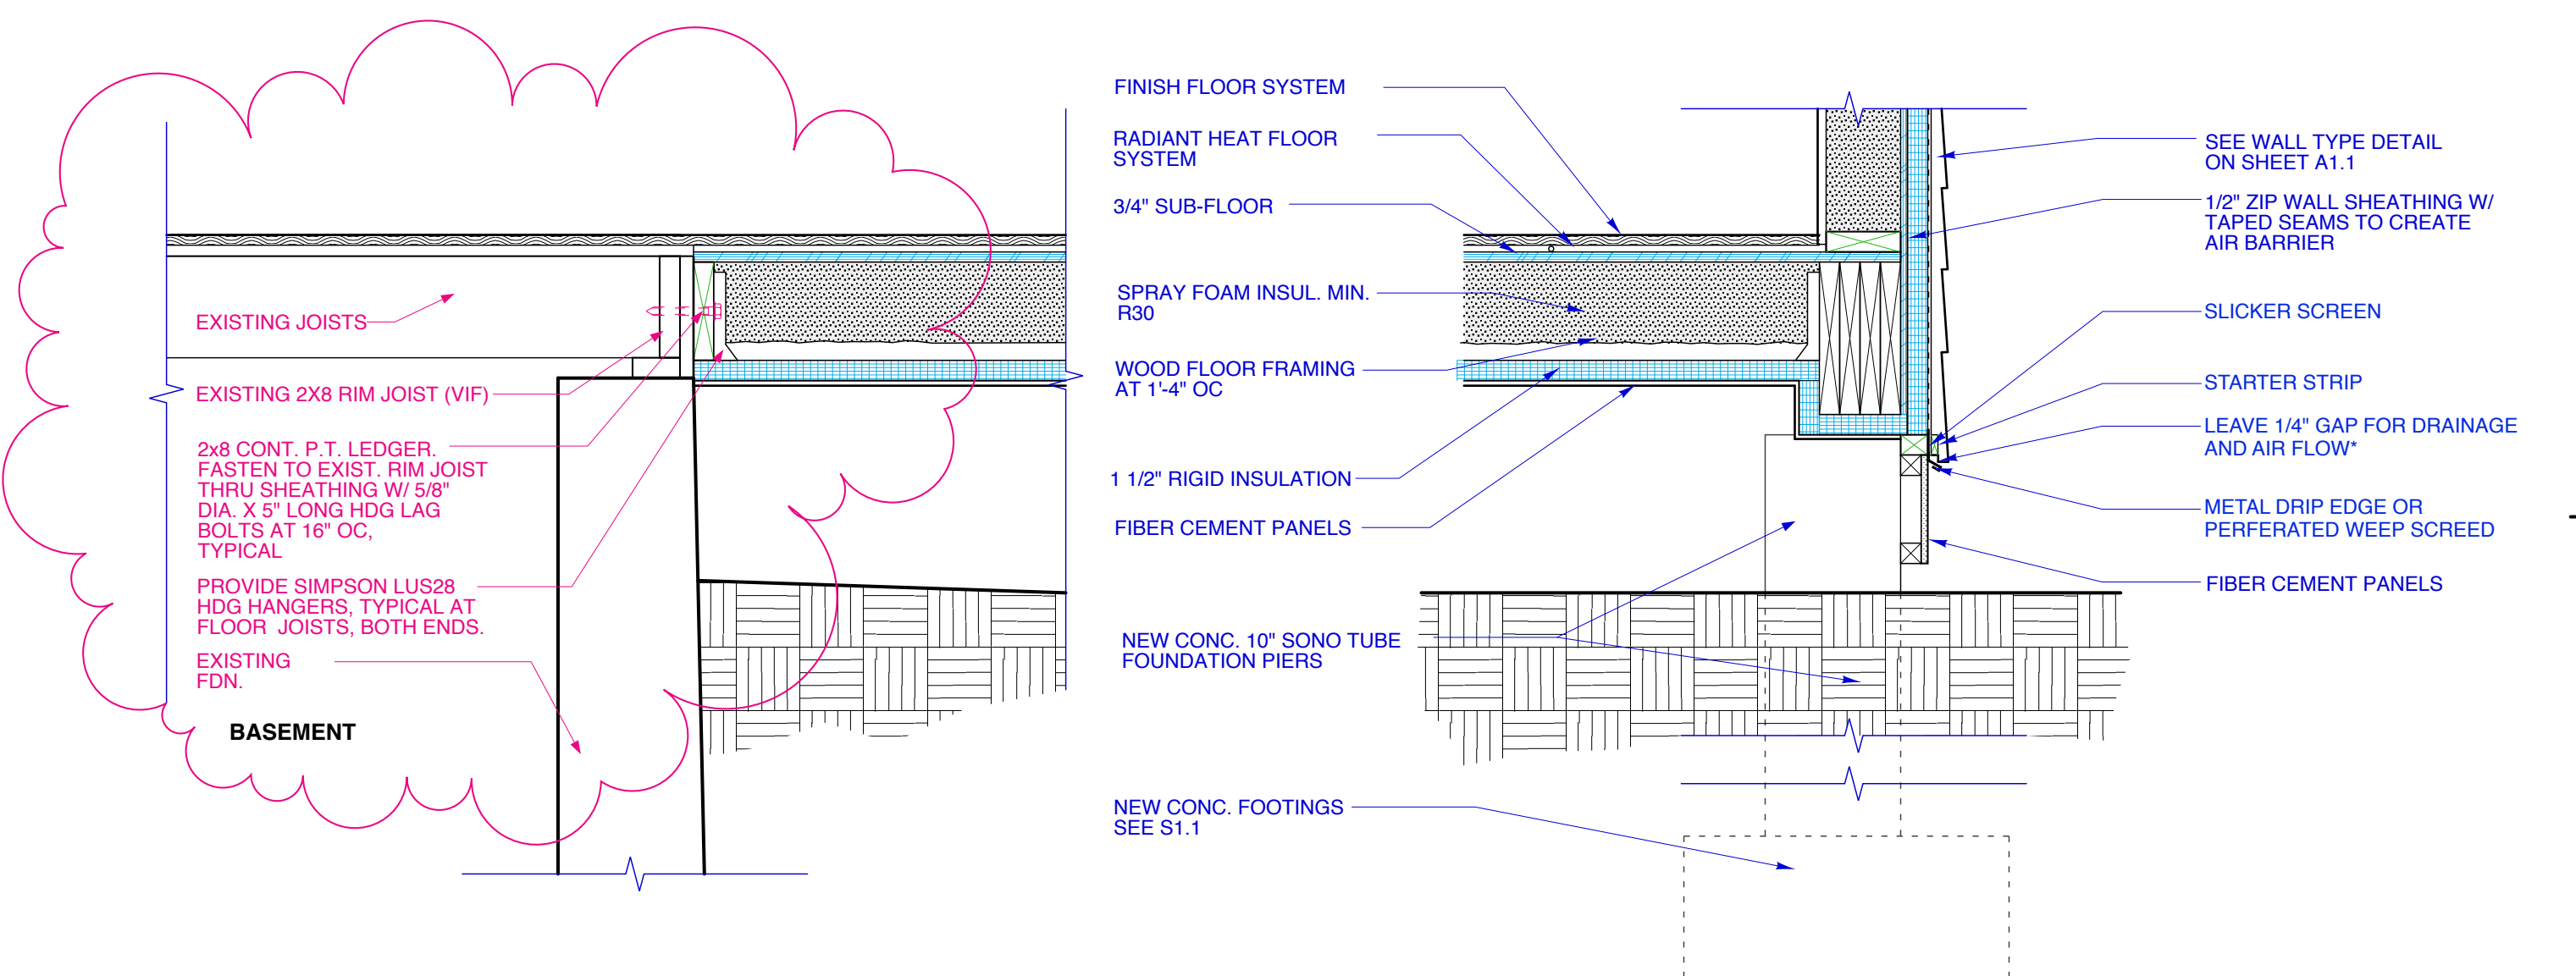 EXISTING JOISTS
EXISTING 2X8 RIM JOIST (VIF)
2x8 CONT. P.T. LEDGER.
FASTEN TO EXIST. RIM JOIST
THRU SHEATHING W/ 5/8"
DIA. X 5" LONG HDG LAG
BOLTS AT 16" OC,
TYPICAL
PROVIDE SIMPSON LUS28
HDG HANGERS, TYPICAL AT
FLOOR JOISTS, BOTH ENDS.
EXISTING
FDN.
BASEMENT
FINISH FLOOR SYSTEM
RADIANT HEAT FLOOR
SYSTEM
3/4" SUB-FLOOR
SPRAY FOAM INSUL. MIN.
R30
WOOD FLOOR FRAMING
AT 1'-4" OC
1 1/2" RIGID INSULATION
FIBER CEMENT PANELS
NEW CONC. 10" SONO TUBE
FOUNDATION PIERS
NEW CONC. FOOTINGS
SEE S1.1
SEE WALL TYPE DETAIL
ON SHEET A1.1
1/2" ZIP WALL SHEATHING W/
TAPED SEAMS TO CREATE
AIR BARRIER
SLICKER SCREEN
STARTER STRIP
LEAVE 1/4" GAP FOR DRAINAGE
AND AIR FLOW*
METAL DRIP EDGE OR
PERFERATED WEEP SCREED
FIBER CEMENT PANELS